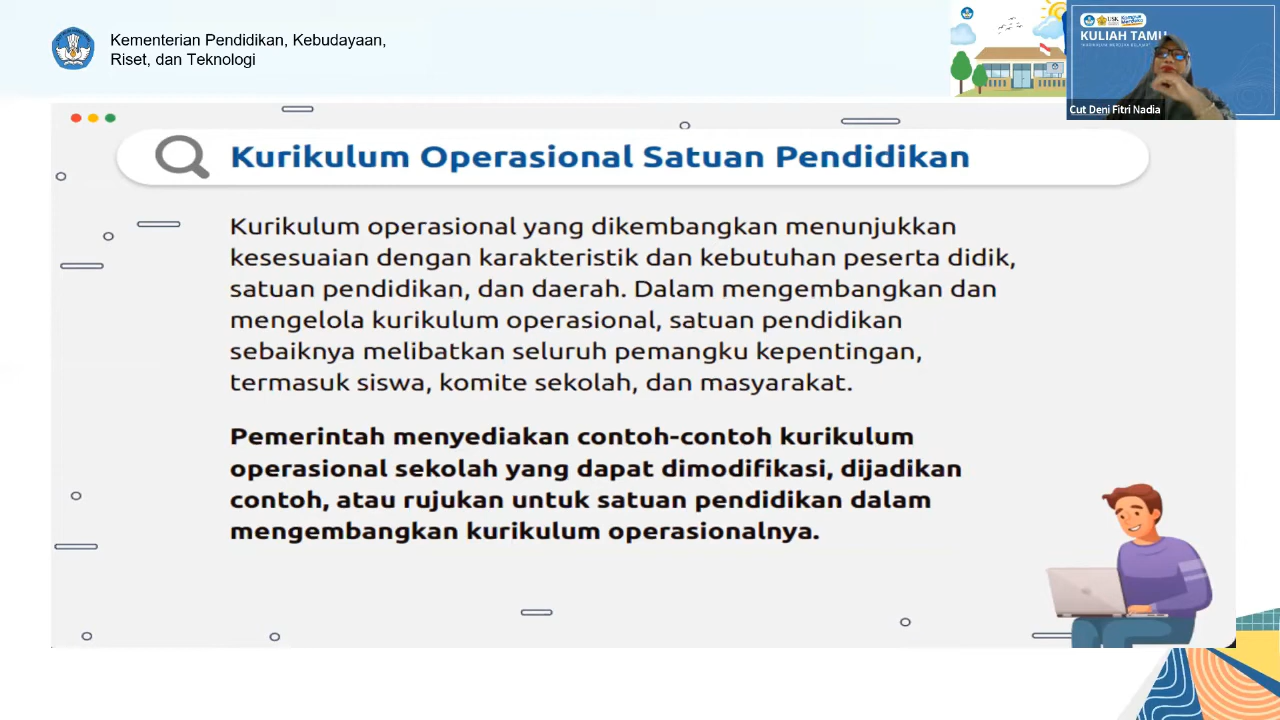 Kementerian Pendidikan, Kebudayaan,
Riset, dan Teknologi
USK
Kampus
Merdeka
KULIAH TAMU
Cut Deni Fitri Nadia
Kurikulum Operasional Satuan Pendidikan
Kurikulum operasional yang dikembangkan menunjukkan
kesesuaian dengan karakteristik dan kebutuhan peserta didik,
satuan pendidikan, dan daerah. Dalam mengembangkan dan
mengelola kurikulum operasional, satuan pendidikan
sebaiknya melibatkan seluruh pemangku kepentingan,
termasuk siswa, komite sekolah, dan masyarakat.
Pemerintah menyediakan contoh-contoh kurikulum
operasional sekolah yang dapat dimodifikasi, dijadikan
contoh, atau rujukan untuk satuan pendidikan dalam
mengembangkan kurikulum operasionalnya.